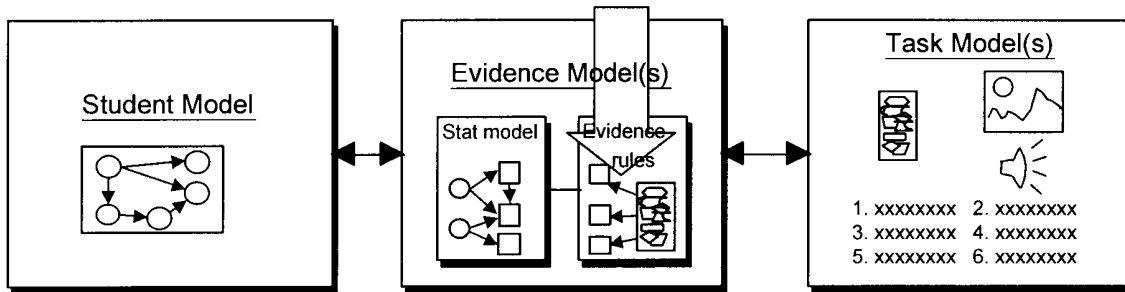 Student Model
Evidence Model(s)
Stat model
Evidence
rules
Task Model(s)
1. xxxxxxxx 2. xxxxxxxx
3. xxxxxxxx 4. xxxxxxxx
5. xxxxxxxx 6. xxxxxxxx